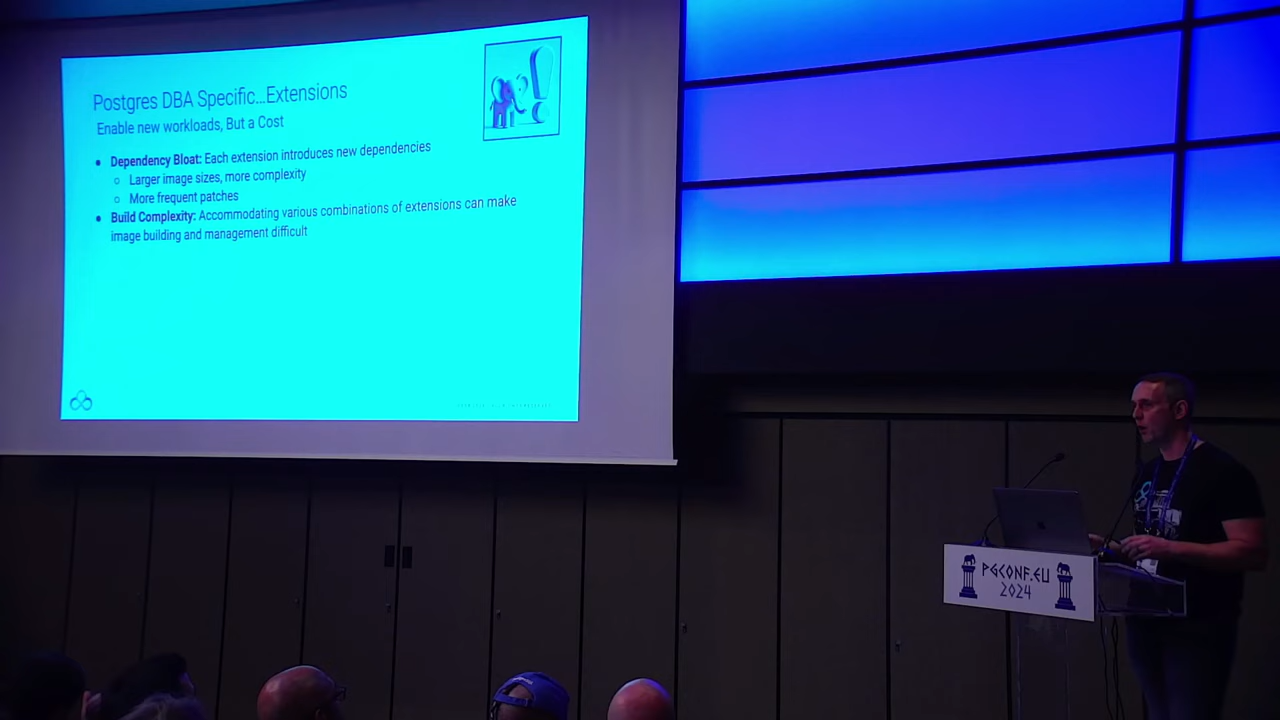 Postgres DBA Specific...Extensions
Enable new workloads, But a Cost
● Dependency Bloat: Each extension introduces new dependencies
○ Larger image sizes, more complexity
○ More frequent patches
● Build Complexity: Accommodating various combinations of extensions can make
image building and management difficult
PGCONF.EU
2024